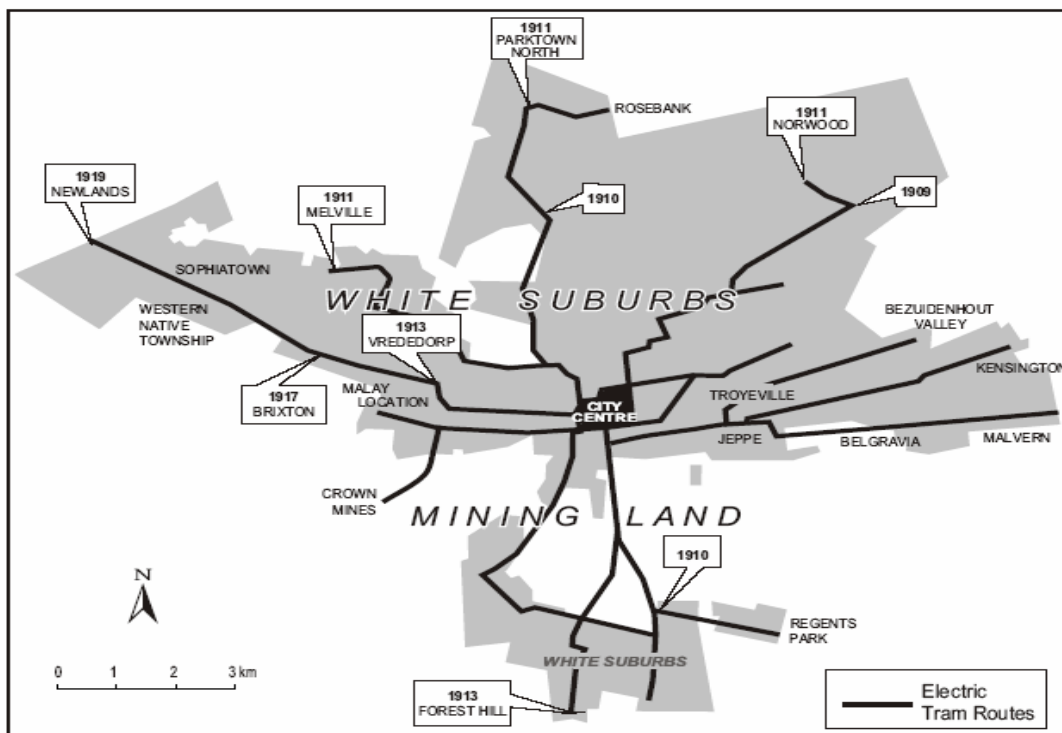 1911
PARKTOWN
NORTH
ROSEBANK
1911
NORWOOD
1919
NEWLANDS
1911
MELVILLE
1910
1909
SOPHIATOWN
WHITE SUBURBS
WESTERN
NATIVE
TOWNSHIP
1913
VREDEDORP
BEZUIDENHOUT
VALLEY
KENSINGTON
1917
BRIXTON
MALAY
LOCATION
CITY
CENTRE
TROYEVILLE
JEPPE
BELGRAVIA
MALVERN
CROWN
MINES
MINING LAND
1910
N
REGENTS
PARK
WHITE SUBURBS
0 1 2 3 km
1913
FOREST HILL
Electric
Tram Routes